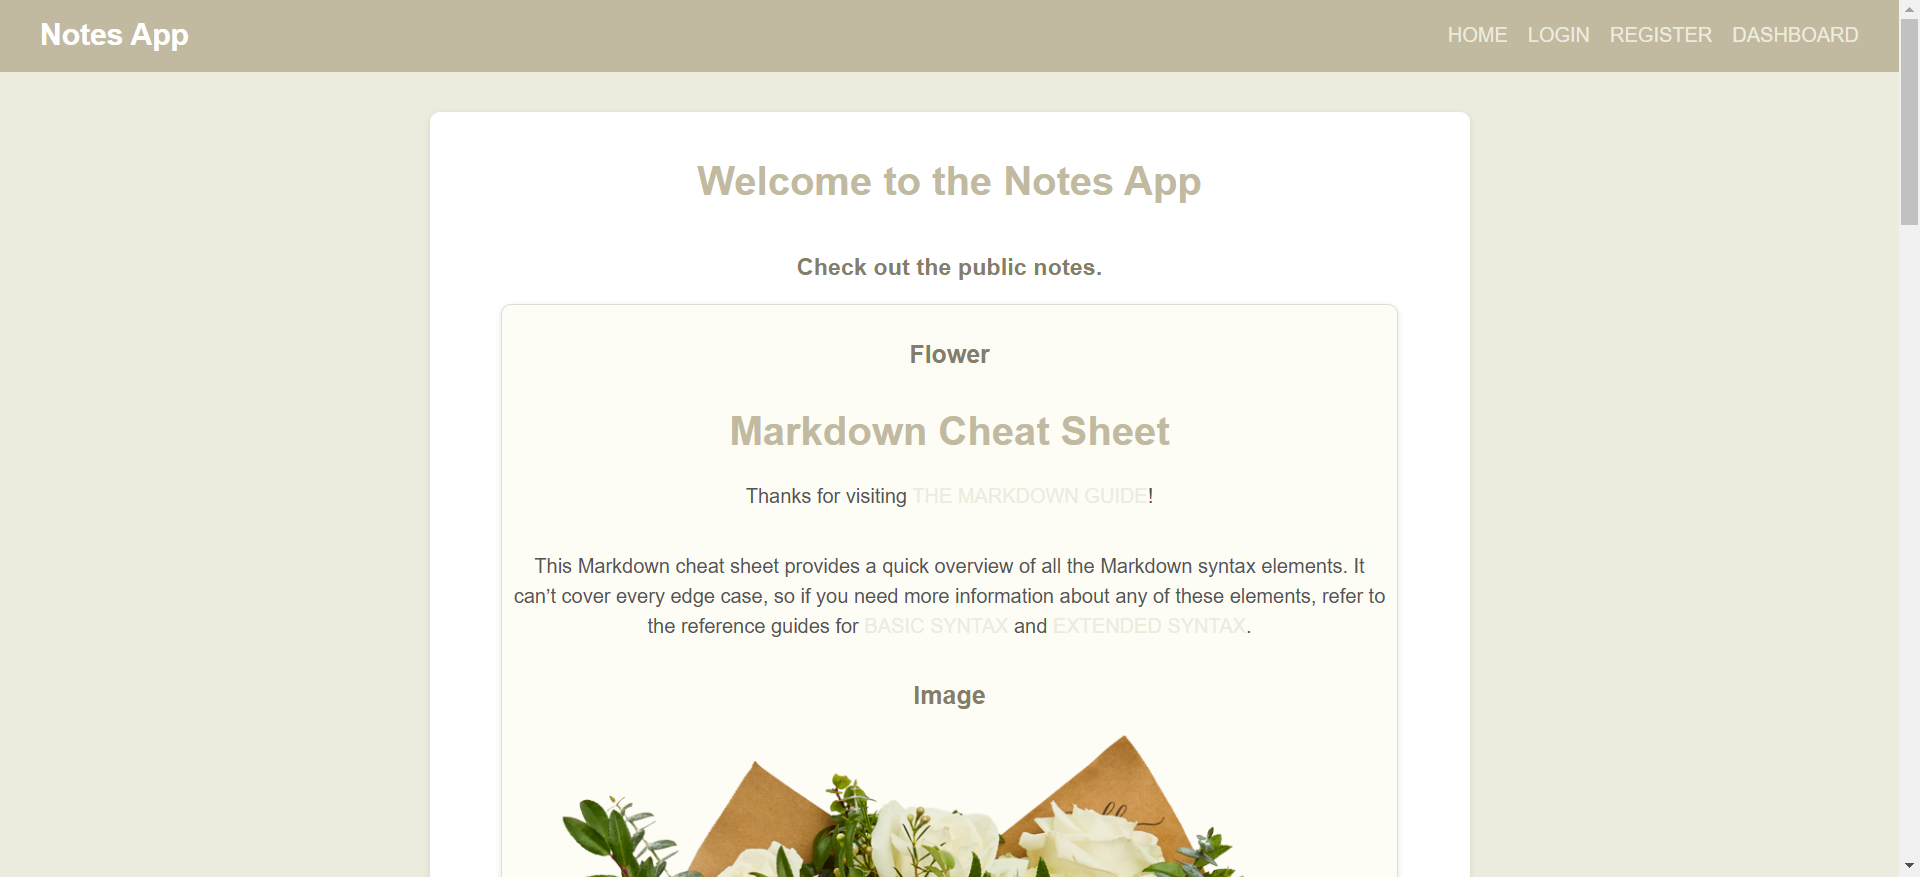 Notes App
HOME LOGIN REGISTER DASHBOARD
Welcome to the Notes App
Check out the public notes.
Flower
Markdown Cheat Sheet
Thanks for visiting THE MARKDOWN GUIDE!
This Markdown cheat sheet provides a quick overview of all the Markdown syntax elements. It
can’t cover every edge case, so if you need more information about any of these elements, refer to
the reference guides for BASIC SYNTAX and EXTENDED SYNTAX.
Image